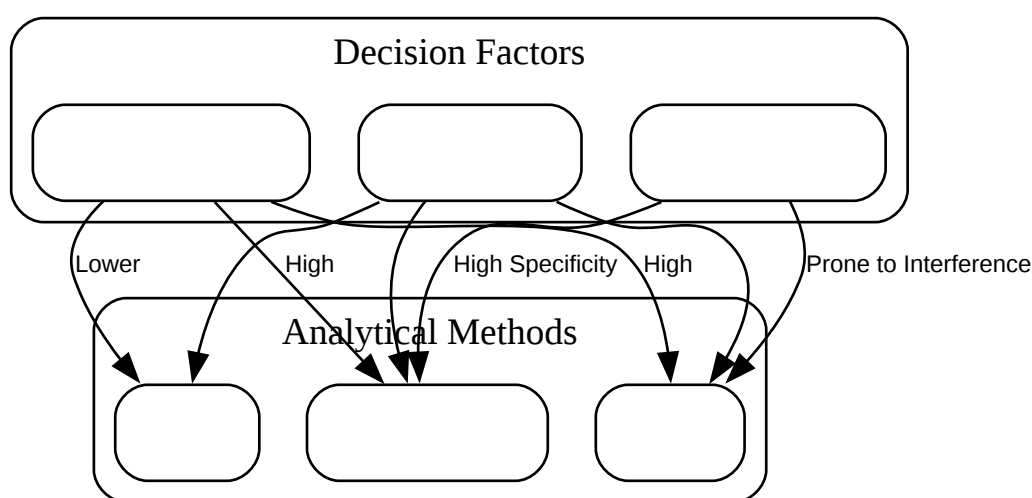 Decision Factors
Lower
High
High Specificity
High
Prone to Interference
Analytical Methods